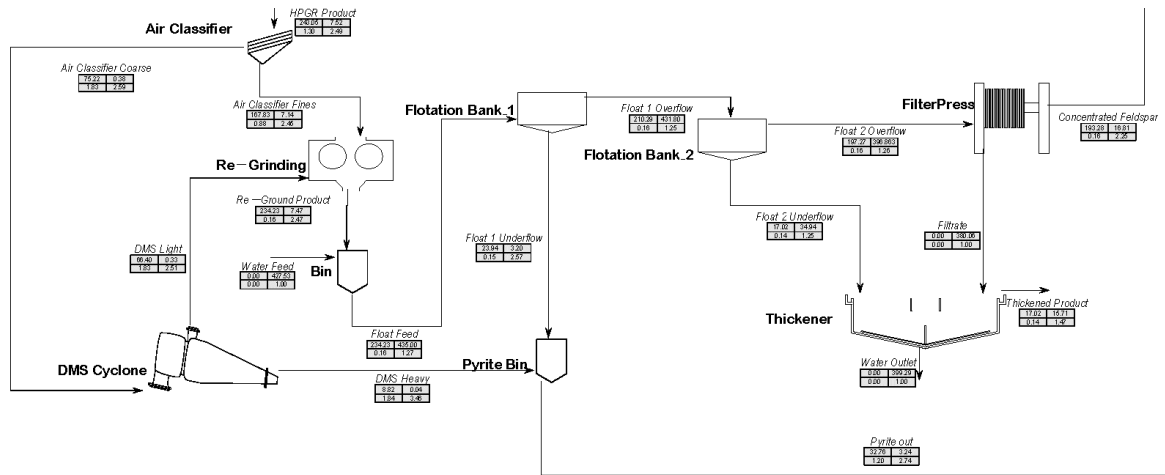 HPGR Product
240.05 7.52
1.30 2.49
Air Classifier
Air Classifier Coarse
75.22 0.38
1.83 2.59
Air Classifier Fines
167.83 7.14
0.88 2.46
Flotation Bank_1
Float 1 Overflow
210.29 431.80
0.16 1.25
FilterPress
Concentrated Feldspar
193.28 16.81
0.16 2.25
Float 2 Overflow
197.27 396.863
0.16 1.26
Flotation Bank_2
Re-Grinding
Re-Ground Product
234.23 7.47
0.16 2.47
Float 1 Underflow
23.94 3.20
0.15 2.57
Float 2 Underflow
17.02 34.94
0.14 1.25
Filtrate
0.00 380.06
0.00 1.00
DMS Light
66.40 0.33
1.83 2.51
Water Feed
0.00 427.53
0.00 1.00
Bin
Thickened Product
17.02 15.71
0.14 1.47
Thickener
Float Feed
234.23 435.00
0.16 1.27
Water Outlet
0.00 399.29
0.00 1.00
DMS Cyclone
Pyrite Bin
DMS Heavy
8.82 0.04
1.84 3.46
Pyrite out
32.76 3.24
1.20 2.74